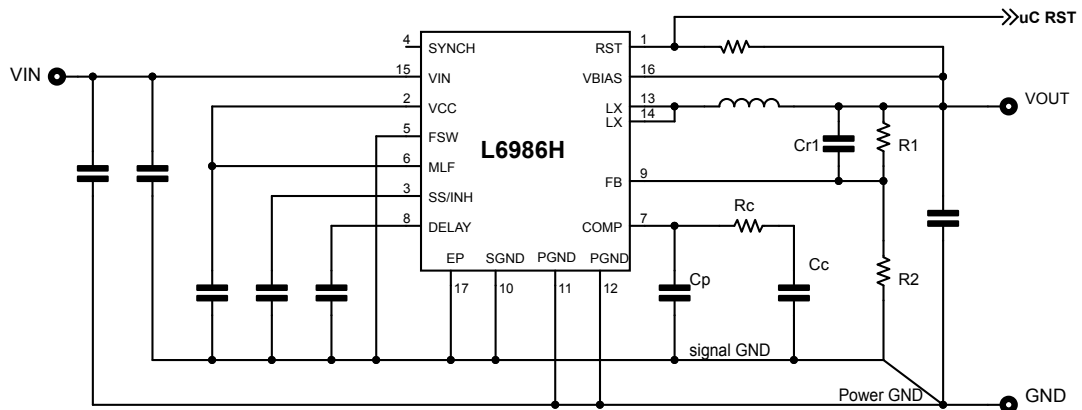 uC RST
4 SYNCH RST 1
VIN 15 VIN VBIAS 16
2 VCC LX 13 VOUT
LX 14
5 FSW L6986H Cr1 R1
6 MLF FB 9
3 SS/INH Rc
8 DELAY COMP 7
EP SGND PGND PGND Cp Cc R2
17 10 11 12
signal GND
Power GND GND